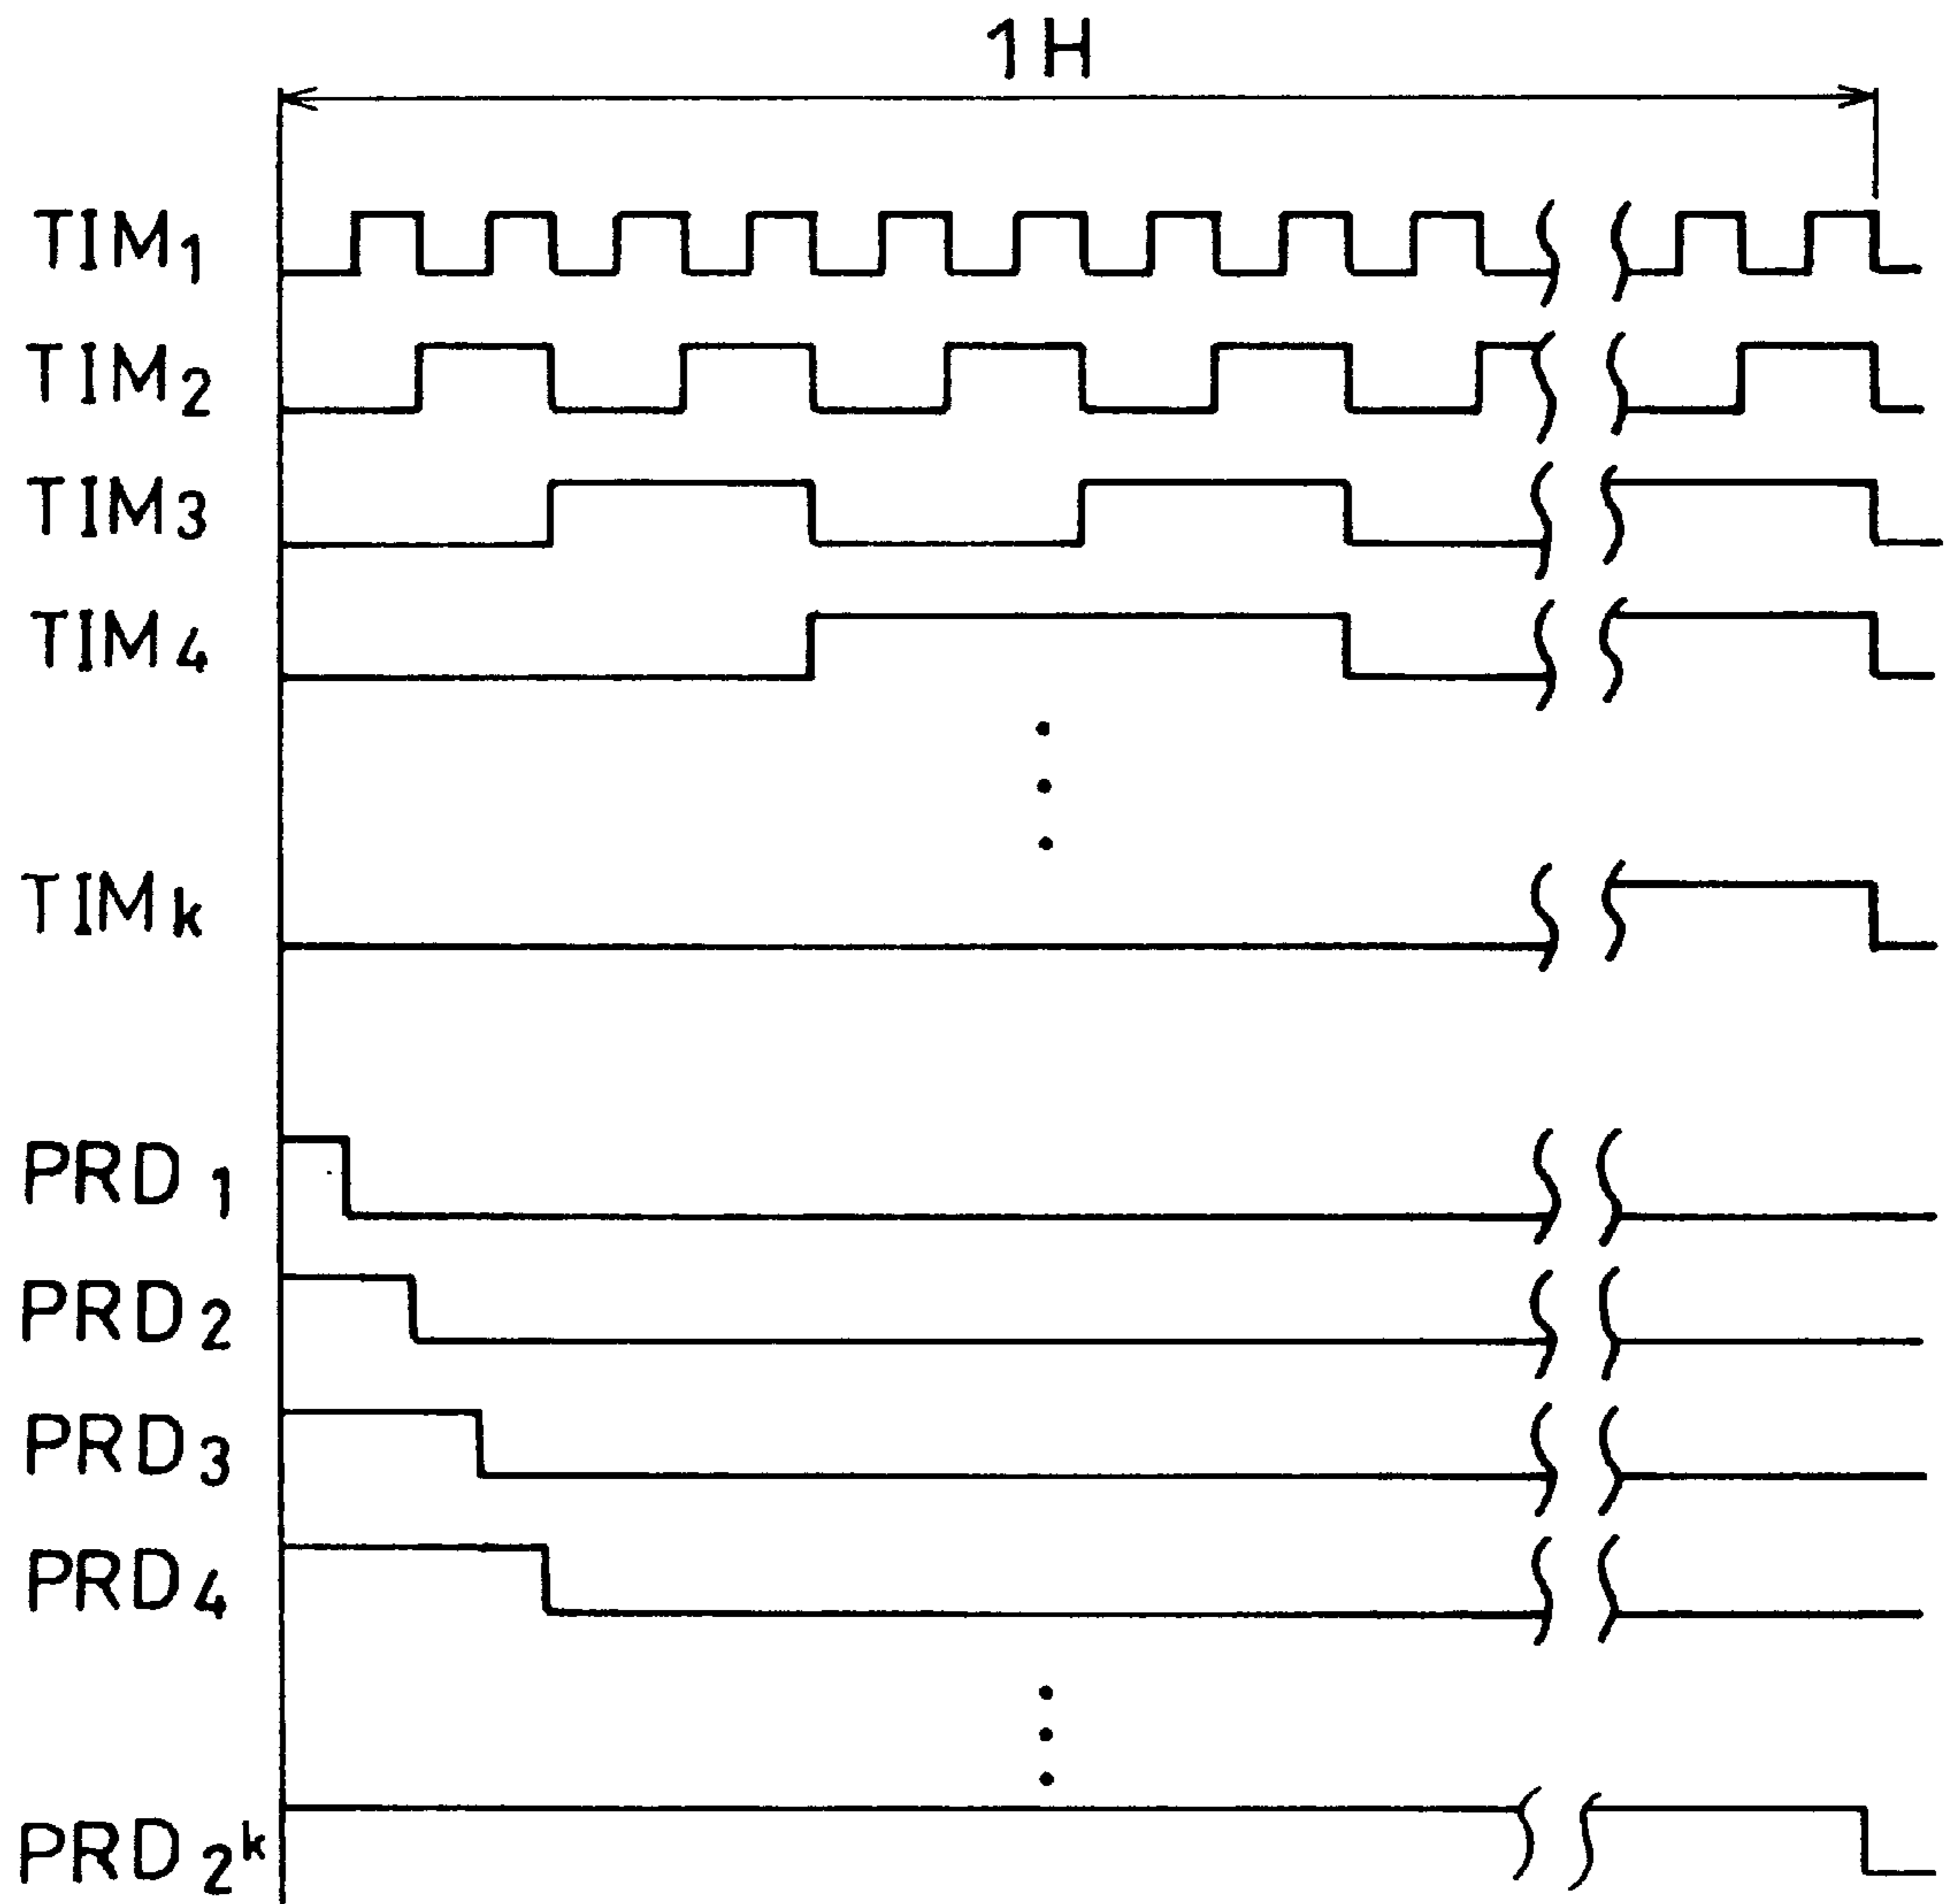 1H
TIM₁
TIM₂
TIM₃
TIM₄
TIMₖ
PRD₁
PRD₂
PRD₃
PRD₄
PRD₂ᵏ